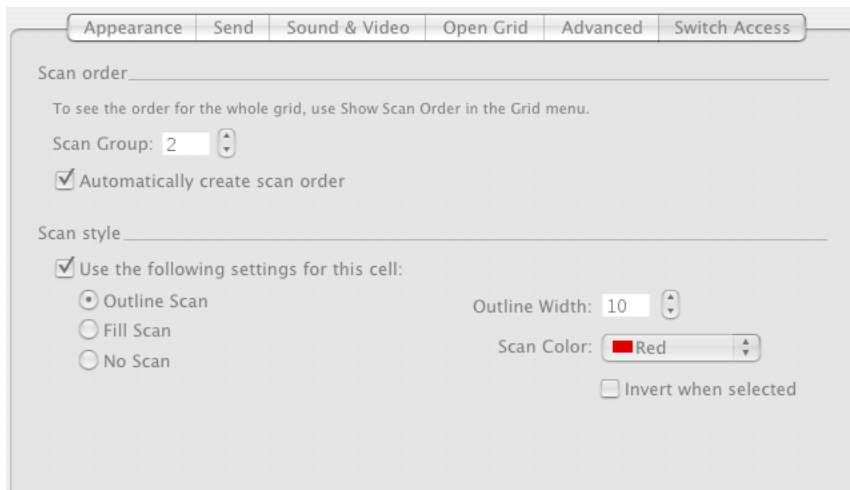 Appearance Send Sound & Video Open Grid Advanced Switch Access
Scan order
To see the order for the whole grid, use Show Scan Order in the Grid menu.
Scan Group: 2
Automatically create scan order
Scan style
Use the following settings for this cell:
Outline Scan
Outline Width: 10
Fill Scan
Scan Color: Red
No Scan
Invert when selected